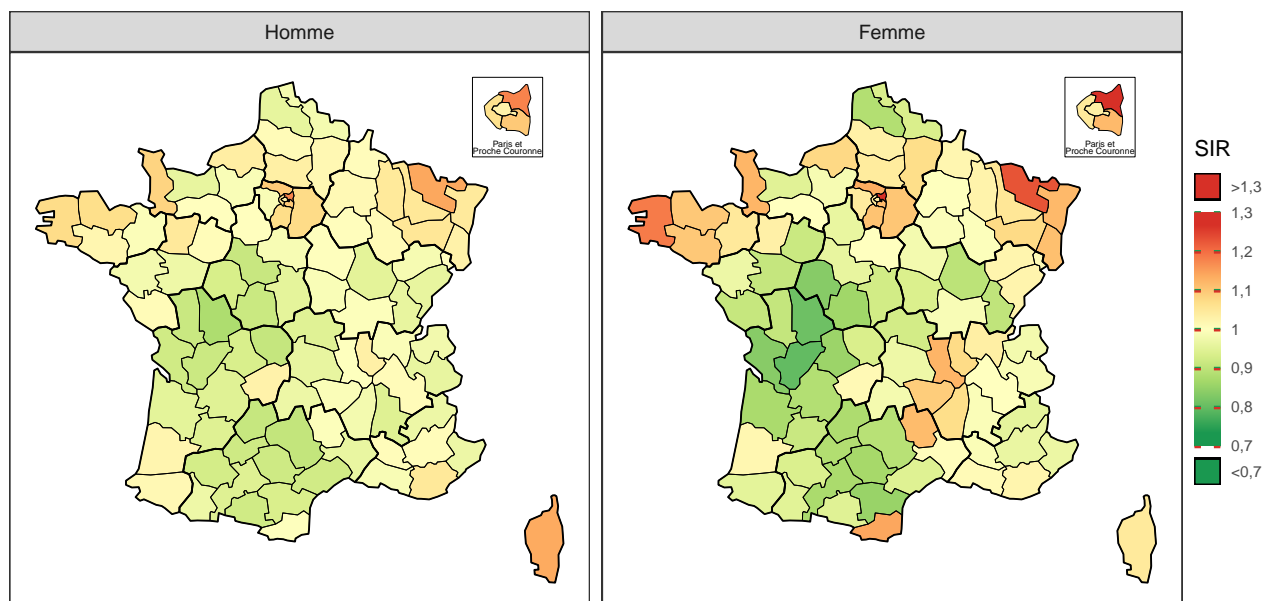 Homme
Femme
Paris et
Proche Couronne
Paris et
Proche Couronne
SIR
>1,3
1,3
1,2
1,1
1
0,9
0,8
0,7
<0,7